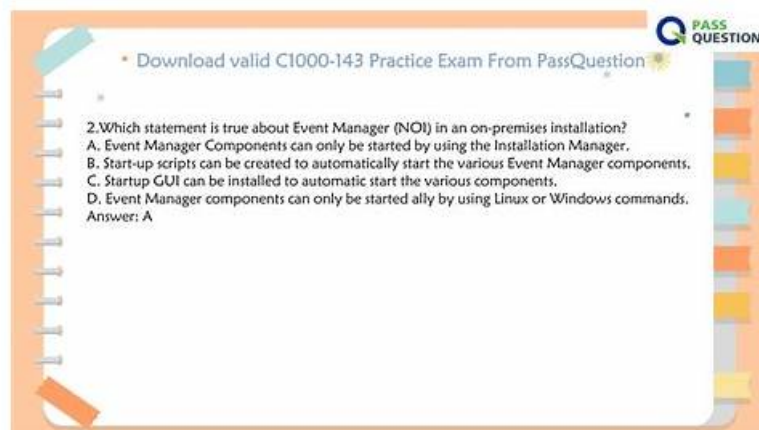 PASS
QUESTION
Download valid C1000-143 Practice Exam From PassQuestion
2.Which statement is true about Event Manager (NOI) in an on-premises installation?
A. Event Manager Components can only be started by using the Installation Manager.
B. Start-up scripts can be created to automatically start the various Event Manager components.
C. Startup GUI can be installed to automatic start the various components.
D. Event Manager components can only be started ally by using Linux or Windows commands.
Answer: A